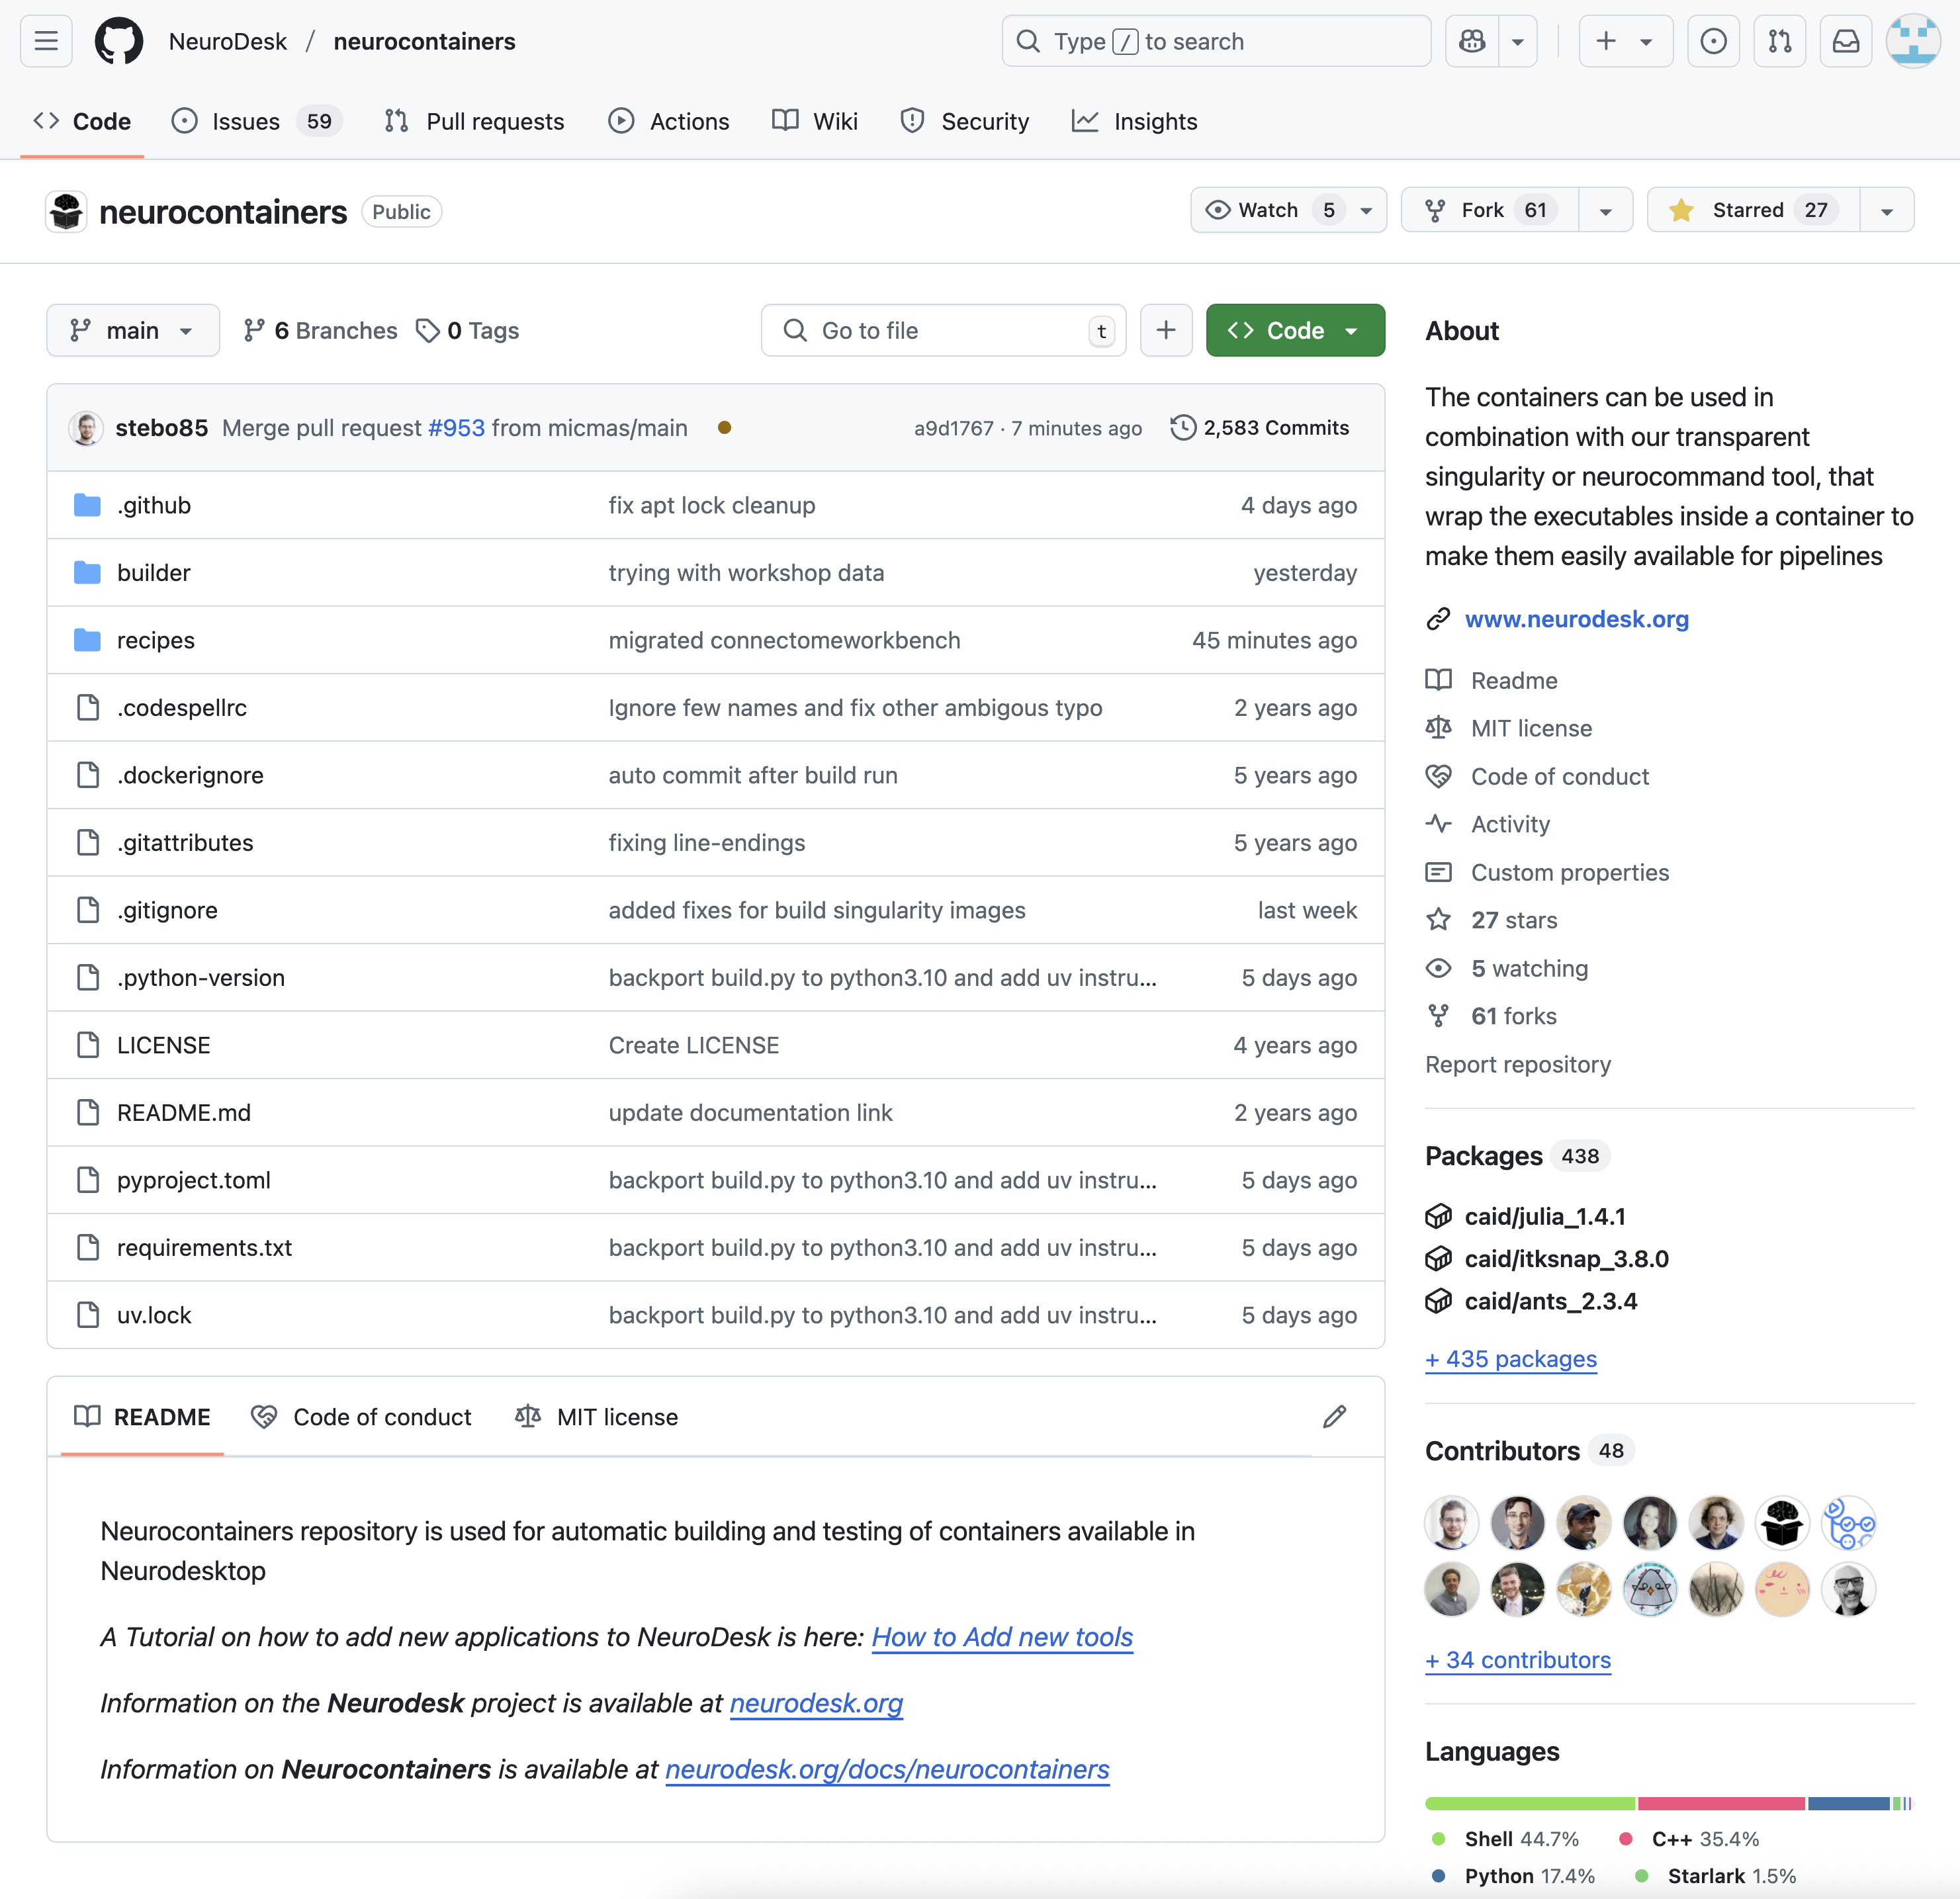 NeuroDesk / neurocontainers
Type / to search
Code
Issues 59
Pull requests
Actions
Wiki
Security
Insights
neurocontainers Public
Watch 5
Fork 61
Starred 27
main
6 Branches
0 Tags
Go to file t
Code
stebo85 Merge pull request #953 from micmas/main
a9d1767 · 7 minutes ago
2,583 Commits
.github fix apt lock cleanup 4 days ago
builder trying with workshop data yesterday
recipes migrated connectomeworkbench 45 minutes ago
.codespellrc Ignore few names and fix other ambigous typo 2 years ago
.dockerignore auto commit after build run 5 years ago
.gitattributes fixing line-endings 5 years ago
.gitignore added fixes for build singularity images last week
.python-version backport build.py to python3.10 and add uv instru... 5 days ago
LICENSE Create LICENSE 4 years ago
README.md update documentation link 2 years ago
pyproject.toml backport build.py to python3.10 and add uv instru... 5 days ago
requirements.txt backport build.py to python3.10 and add uv instru... 5 days ago
uv.lock backport build.py to python3.10 and add uv instru... 5 days ago
README
Code of conduct
MIT license
Neurocontainers repository is used for automatic building and testing of containers available in
Neurodesktop
A Tutorial on how to add new applications to NeuroDesk is here: How to Add new tools
Information on the Neurodesk project is available at neurodesk.org
Information on Neurocontainers is available at neurodesk.org/docs/neurocontainers
About
The containers can be used in
combination with our transparent
singularity or neurocommand tool, that
wrap the executables inside a container to
make them easily available for pipelines
www.neurodesk.org
Readme
MIT license
Code of conduct
Activity
Custom properties
27 stars
5 watching
61 forks
Report repository
Packages 438
caid/julia_1.4.1
caid/itksnap_3.8.0
caid/ants_2.3.4
+ 435 packages
Contributors 48
+ 34 contributors
Languages
Shell 44.7%
C++ 35.4%
Python 17.4%
Starlark 1.5%